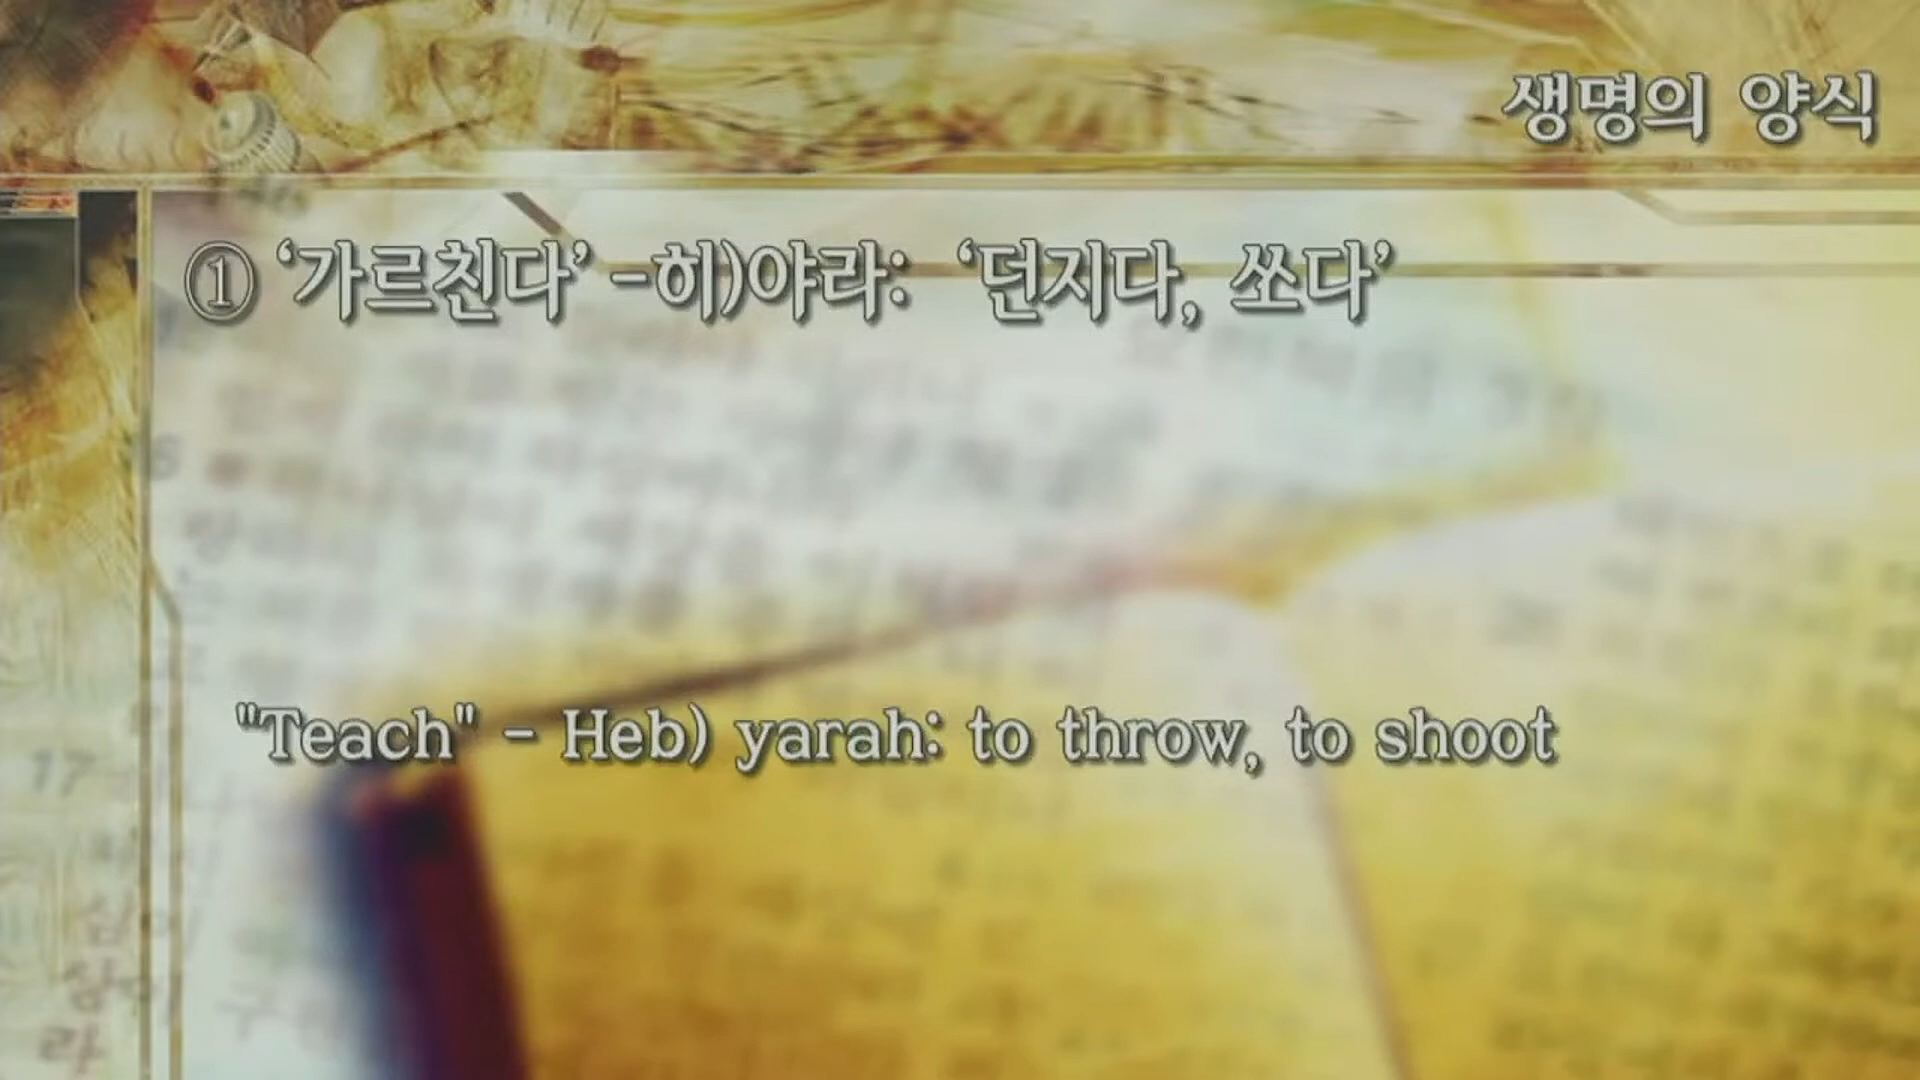 생명의 양식
① ‘가르친다’ -히)야라: ‘던지다, 쏘다’
"Teach" - Heb) yarah: to throw, to shoot